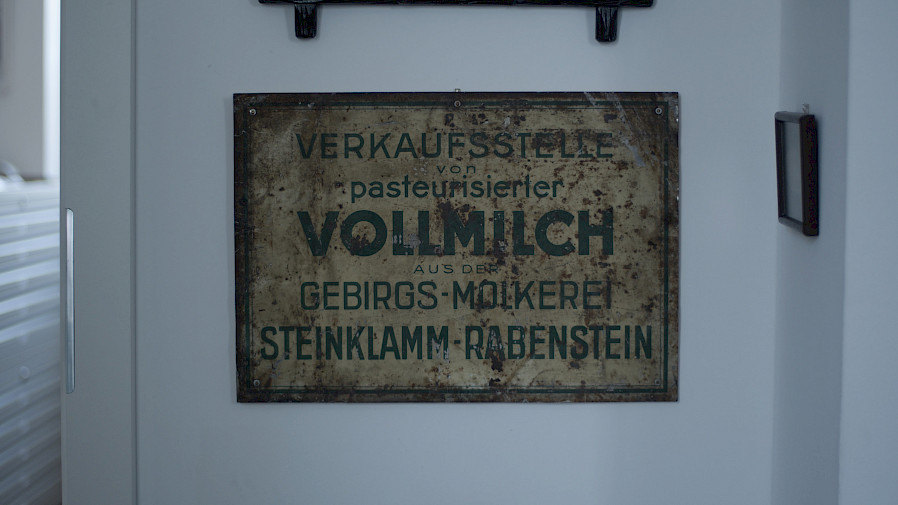 VERKAUFSSTELLE
von
pasteurisierter
VOLLMILCH
AUS DER
GEBIRGS-MOLKEREI
STEINKLAMM RABENSTEIN